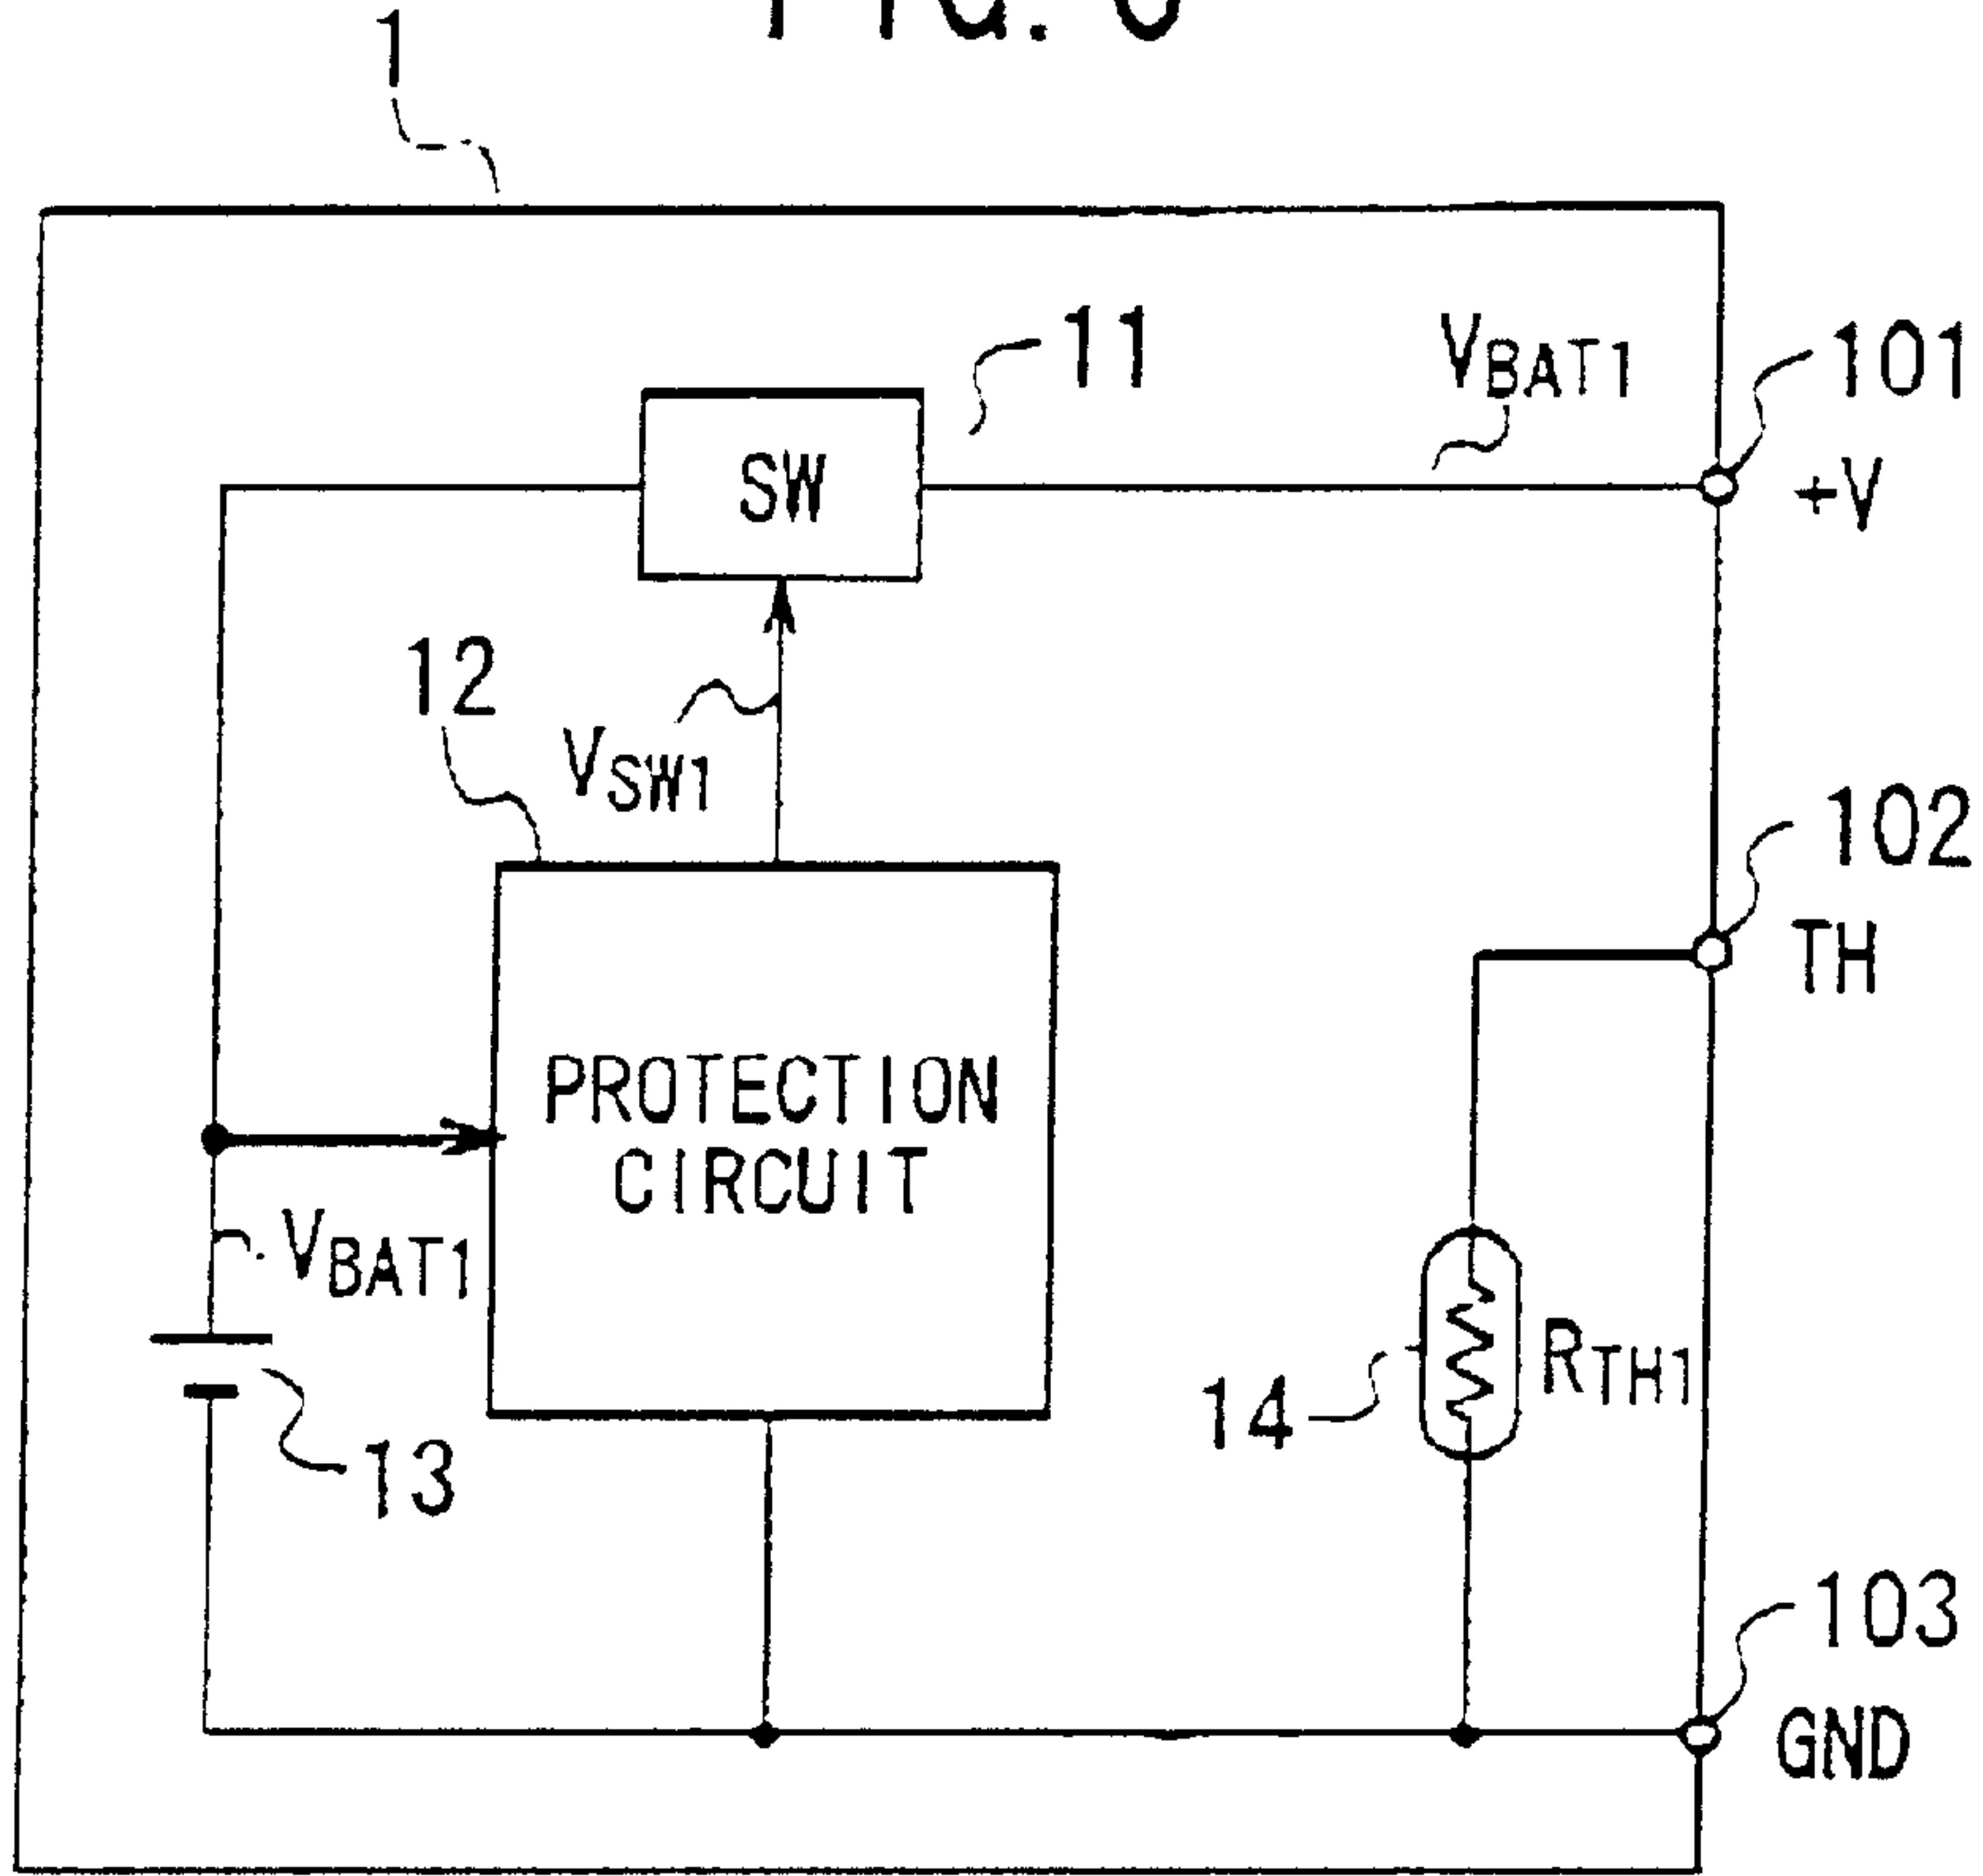 1
11
VBAT1
101
SW
+V
12
VSW1
102
TH
PROTECTION
CIRCUIT
VBAT1
RTH1
14
13
103
GND